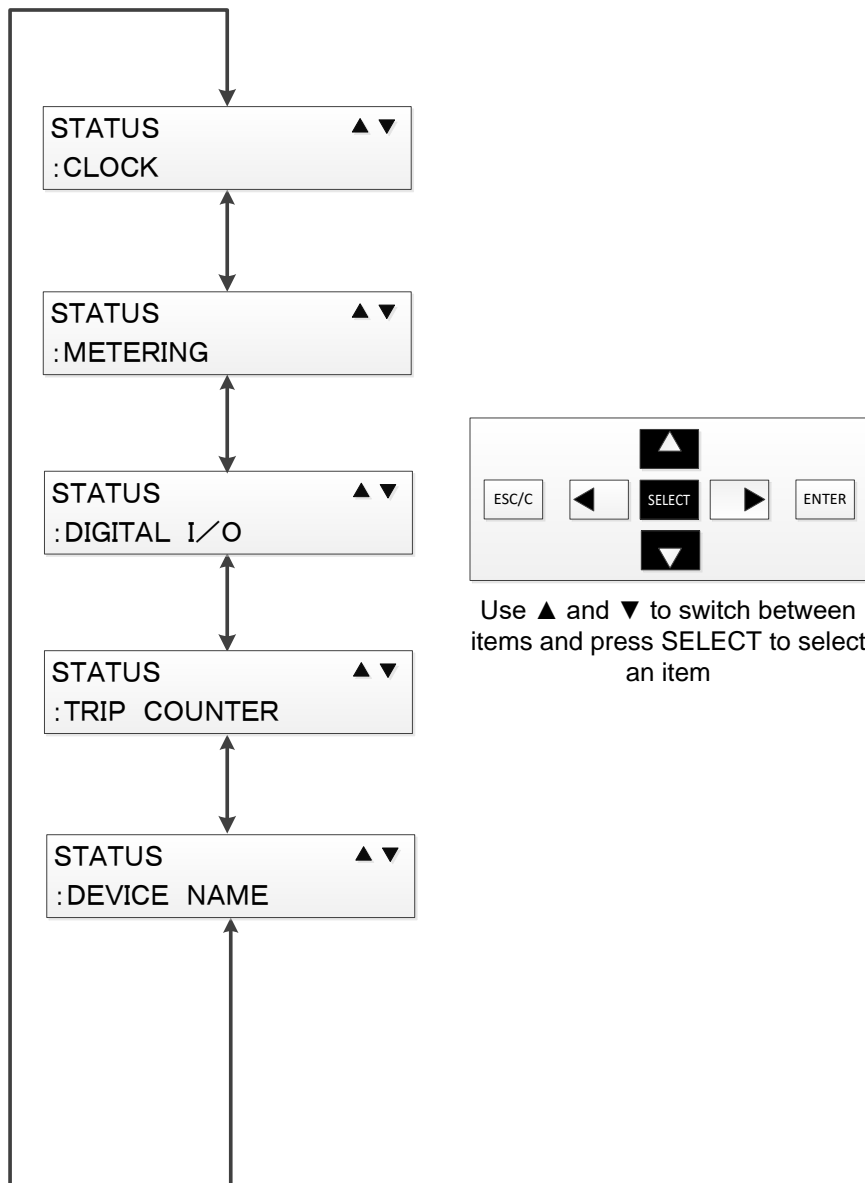 STATUS ▲ ▼
:CLOCK
STATUS ▲ ▼
:METERING
STATUS ▲ ▼
:DIGITAL I／O
STATUS ▲ ▼
:TRIP COUNTER
STATUS ▲ ▼
:DEVICE NAME
ESC/C ◀ SELECT ▶ ENTER
Use ▲ and ▼ to switch between
items and press SELECT to select
an item